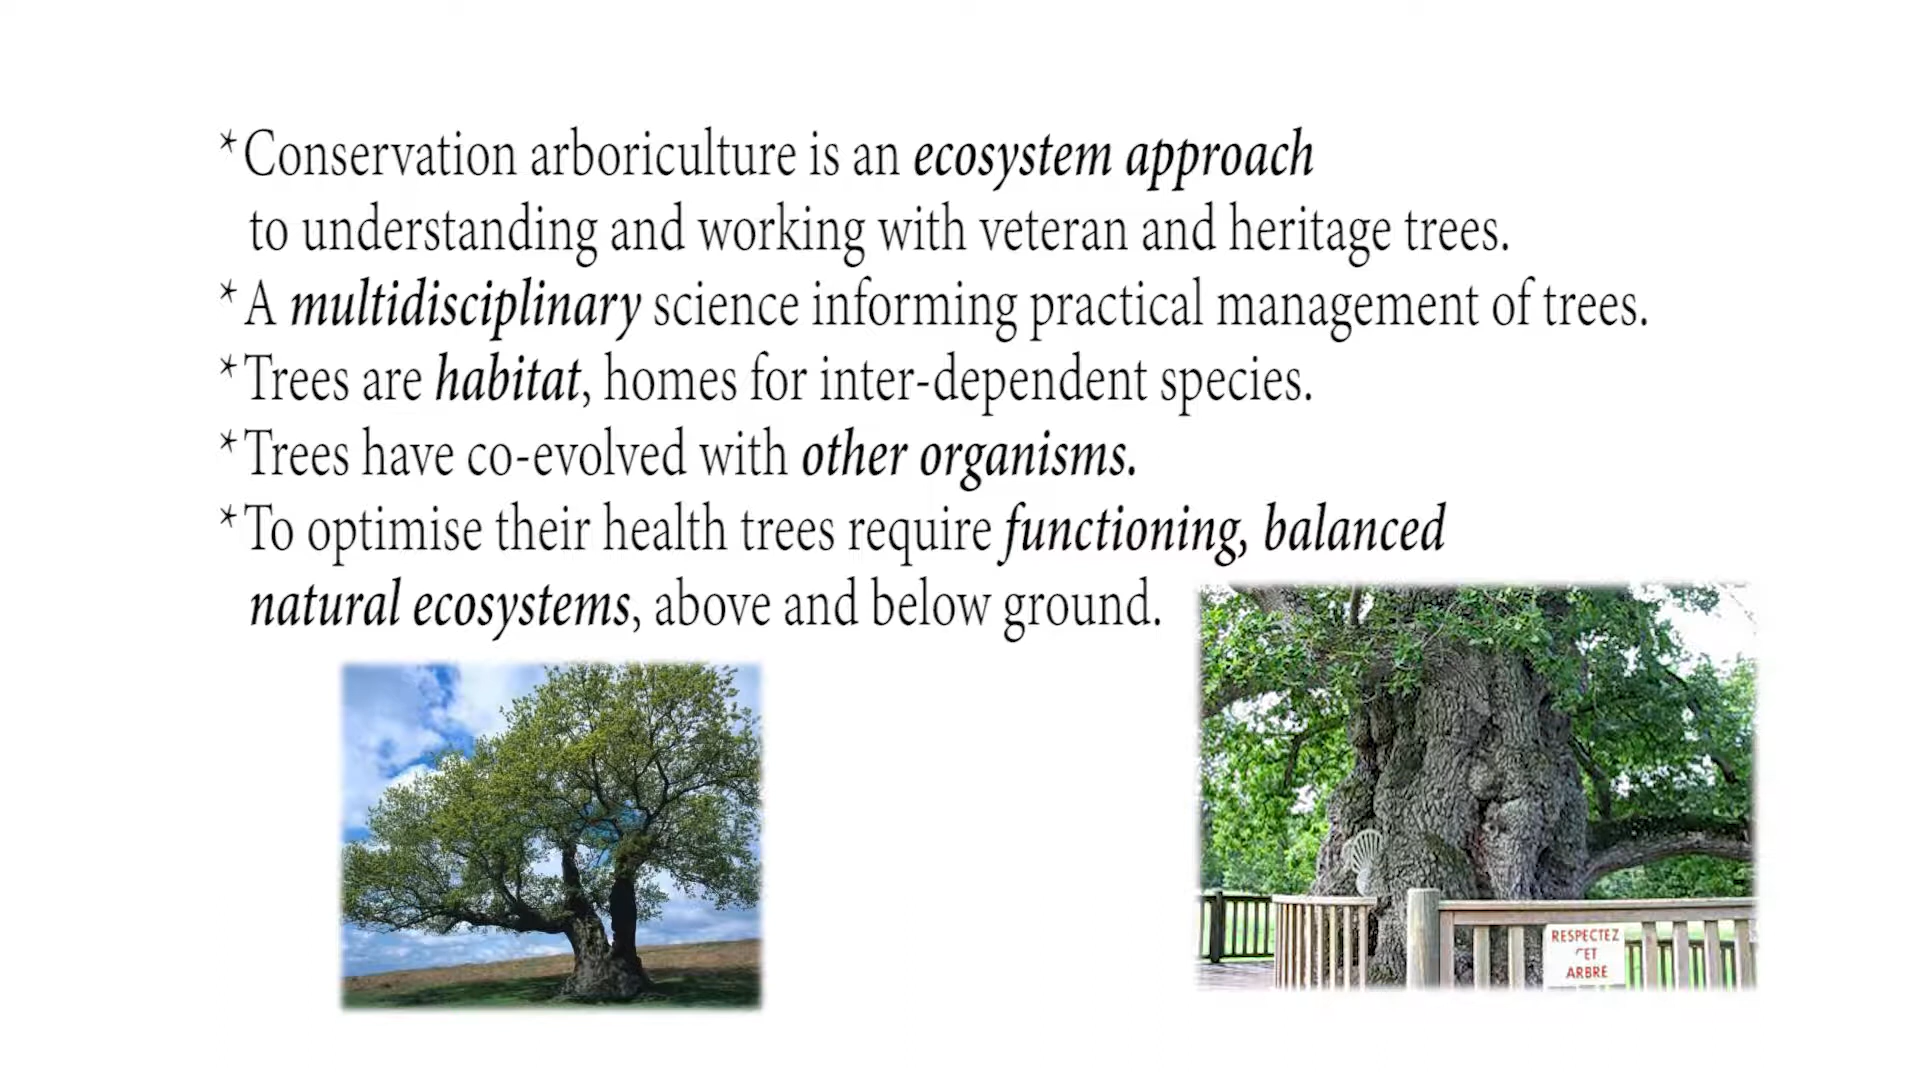 *Conservation arboriculture is an ecosystem approach
to understanding and working with veteran and heritage trees.
*A multidisciplinary science informing practical management of trees.
*Trees are habitat, homes for inter-dependent species.
*Trees have co-evolved with other organisms.
*To optimise their health trees require functioning, balanced
natural ecosystems, above and below ground.
RESPECTEZ
CET
ARBRE